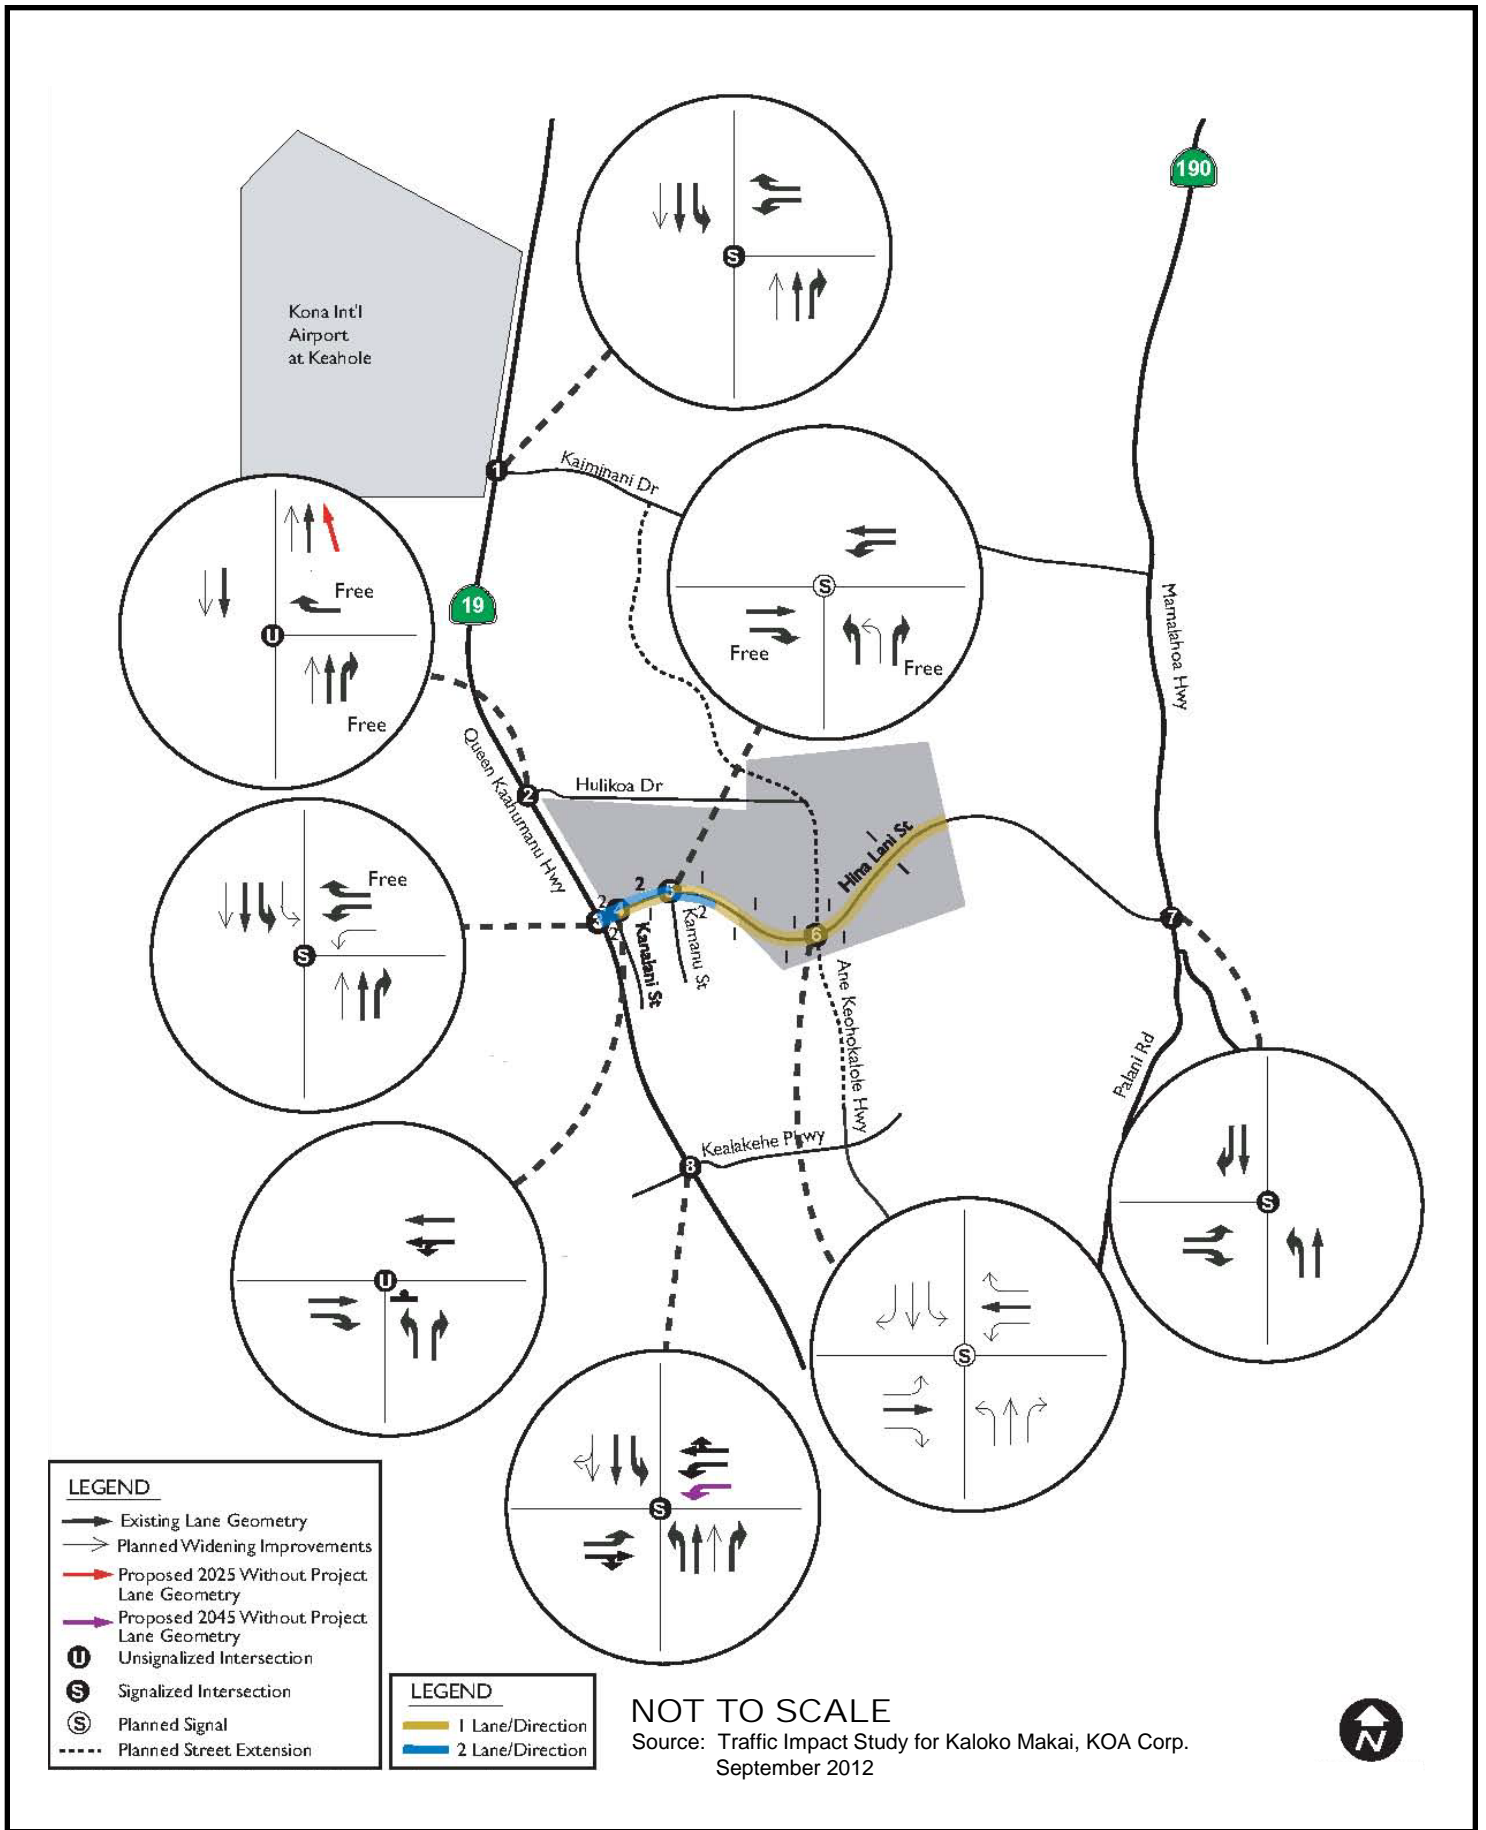 190
S
Kona Int'l
Airport
at Keahole
1
Kaiminani Dr
S
Free
Free
Free
U
Free
19
Mamalahoa Hwy
Queen Kaahumanu Hwy
2
Hulikoa Dr
Hina Lani St
2
2
3
4
5
2
2
6
7
Kanalani St
Kamanu St
Free
S
Ane Keohokalole Hwy
Palani Rd
Kealakehe Pkwy
8
S
U
S
S
LEGEND
Existing Lane Geometry
Planned Widening Improvements
Proposed 2025 Without Project
Lane Geometry
Proposed 2045 Without Project
Lane Geometry
U Unsignalized Intersection
S Signalized Intersection
S Planned Signal
Planned Street Extension
LEGEND
1 Lane/Direction
2 Lane/Direction
NOT TO SCALE
Source: Traffic Impact Study for Kaloko Makai, KOA Corp.
September 2012
N